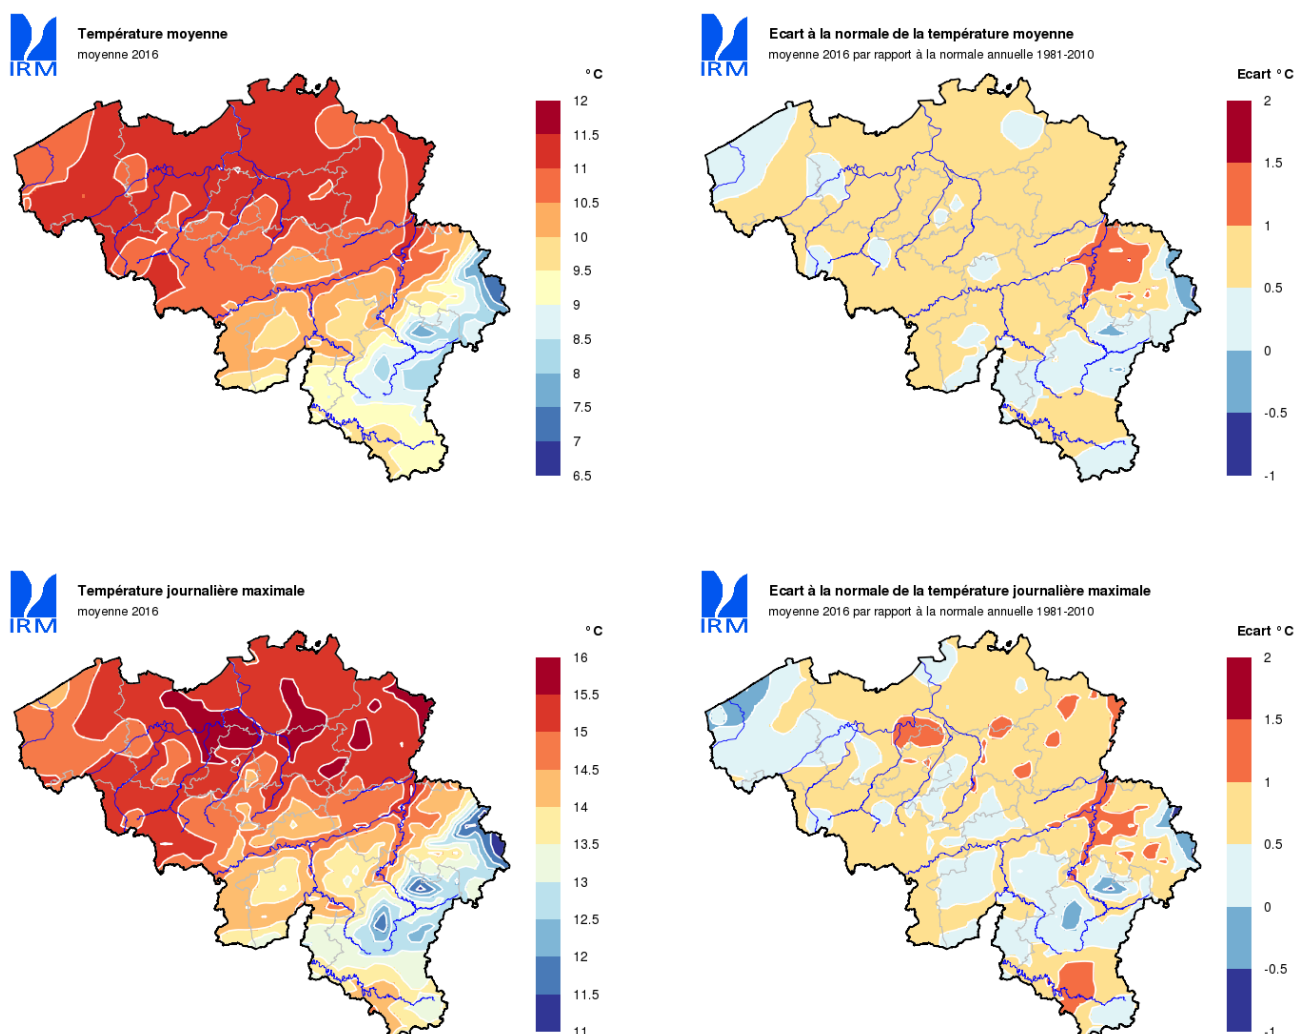 IRM
Température moyenne
moyenne 2016
°C
12
11.5
11
10.5
10
9.5
9
8.5
8
7.5
7
6.5
IRM
Ecart à la normale de la température moyenne
moyenne 2016 par rapport à la normale annuelle 1981-2010
Ecart °C
2
1.5
1
0.5
0
-0.5
-1
IRM
Température journalière maximale
moyenne 2016
°C
16
15.5
15
14.5
14
13.5
13
12.5
12
11.5
11
IRM
Ecart à la normale de la température journalière maximale
moyenne 2016 par rapport à la normale annuelle 1981-2010
Ecart °C
2
1.5
1
0.5
0
-0.5
-1